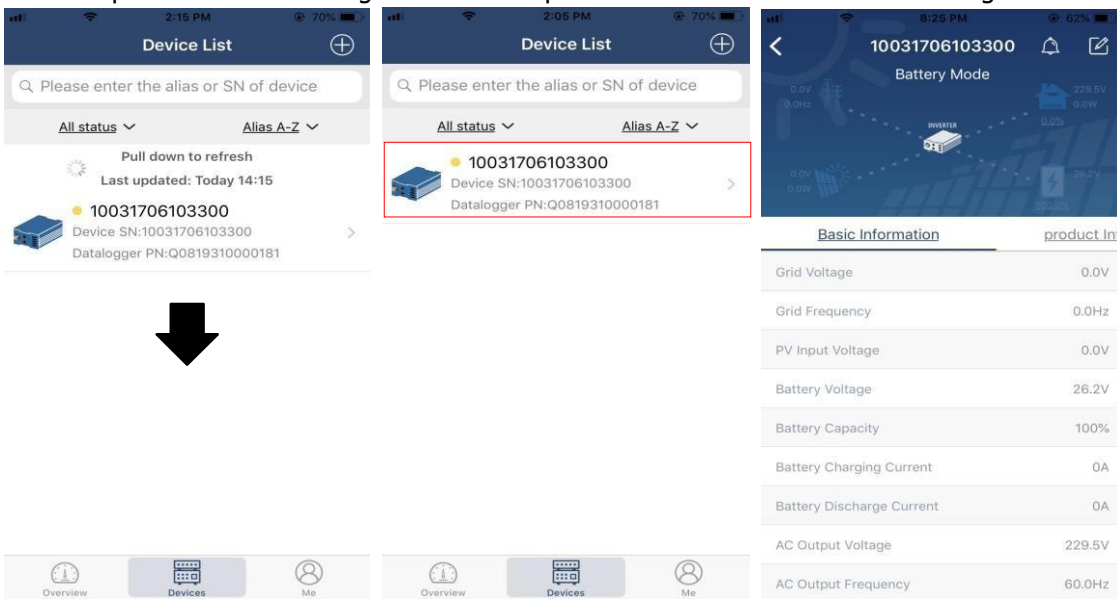 2:15 PM
70%
Device List
Please enter the alias or SN of device
All status
Alias A-Z
Pull down to refresh
Last updated: Today 14:15
10031706103300
Device SN:10031706103300
Datalogger PN:Q0819310000181
Overview
Devices
Me
2:05 PM
70%
Device List
Please enter the alias or SN of device
All status
Alias A-Z
10031706103300
Device SN:10031706103300
Datalogger PN:Q0819310000181
Overview
Devices
Me
8:25 PM
62%
10031706103300
Battery Mode
0.0V
0.0Hz
229.5V
0.0W
0.0%
INVERTER
0.0V
0.0W
26.2V
100.0%
Basic Information
product In
Grid Voltage 0.0V
Grid Frequency 0.0Hz
PV Input Voltage 0.0V
Battery Voltage 26.2V
Battery Capacity 100%
Battery Charging Current 0A
Battery Discharge Current 0A
AC Output Voltage 229.5V
AC Output Frequency 60.0Hz